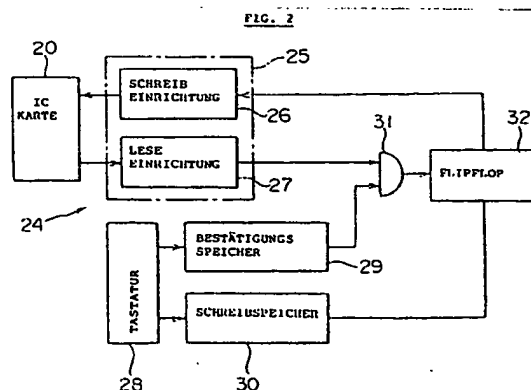 FIG. 2
20
IC
KARTE
25
SCHREIB
EINRICHTUNG
26
LESE
EINRICHTUNG
27
24
31
32
FLIPFLOP
BESTÄTIGUNGS
SPEICHER
29
TASTATUR
28
SCHREIBSPEICHER
30